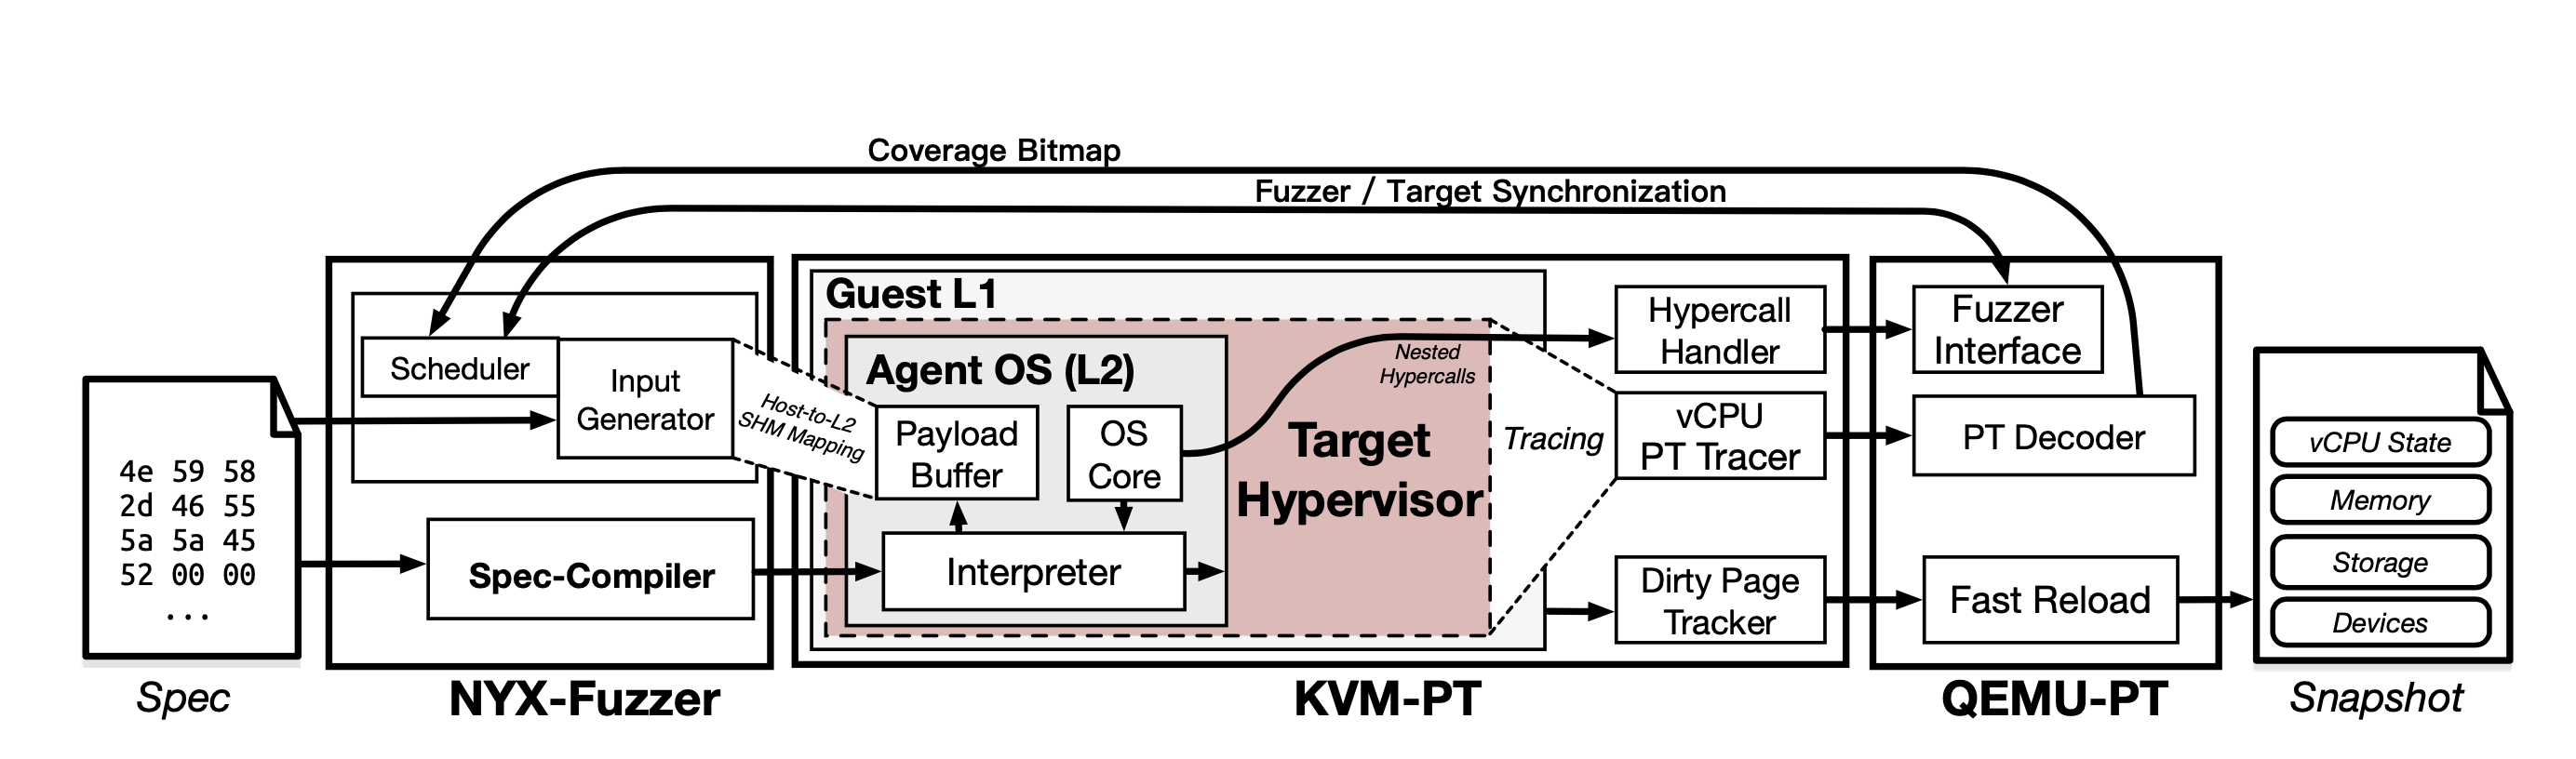 Coverage Bitmap
Fuzzer / Target Synchronization
4e 59 58
2d 46 55
5a 5a 45
52 00 00
...
Spec
Scheduler
Input
Generator
Spec-Compiler
NYX-Fuzzer
Host-to-L2
SHM Mapping
Guest L1
Agent OS (L2)
Payload
Buffer
OS
Core
Interpreter
Nested
Hypercalls
Target
Hypervisor
Tracing
Hypercall
Handler
vCPU
PT Tracer
Dirty Page
Tracker
KVM-PT
Fuzzer
Interface
PT Decoder
Fast Reload
QEMU-PT
vCPU State
Memory
Storage
Devices
Snapshot